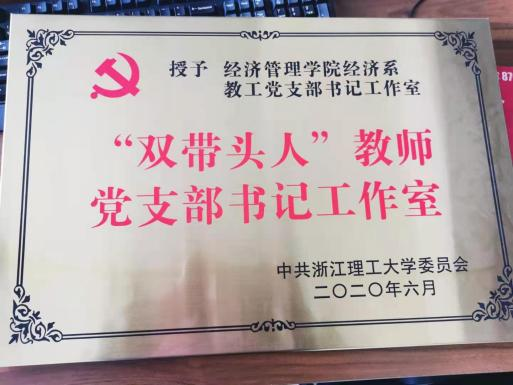 授予 经济管理学院经济系
教工党支部书记工作室
“双带头人”教师
党支部书记工作室
中共浙江理工大学委员会
二〇二〇年六月